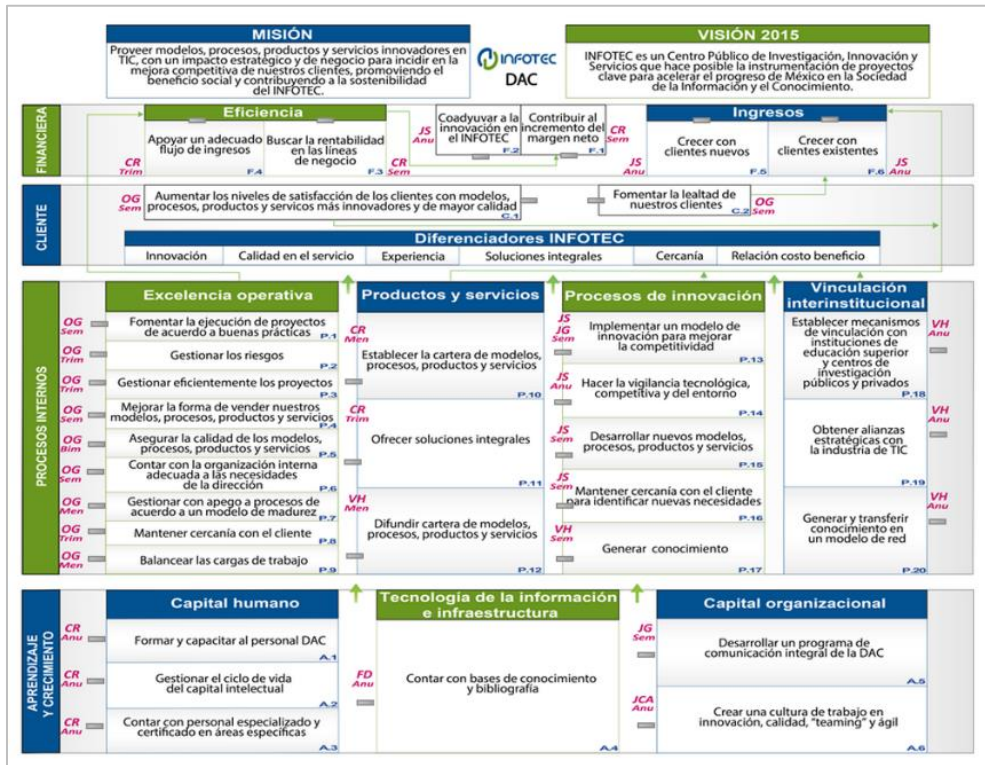 MISIÓN
Proveer modelos, procesos, productos y servicios innovadores en
TIC, con un impacto estratégico y de negocio para incidir en la
mejora competitiva de nuestros clientes, promoviendo el
beneficio social y contribuyendo a la sostenibilidad
del INFOTEC.
INFOTEC
DAC
VISIÓN 2015
INFOTEC es un Centro Público de Investigación, Innovación y
Servicios que hace posible la instrumentación de proyectos
clave para acelerar el progreso de México en la Sociedad
de la Información y el Conocimiento.
FINANCIERA
Eficiencia
CR
Trim
Apoyar un adecuado
flujo de ingresos
F.4
Buscar la rentabilidad
en las líneas
de negocio
F.3
CR
Sem
JS
Anu
Coadyuvar a la
innovación en
el INFOTEC
F.2
Contribuir al
incremento del
margen neto
F.1
CR
Sem
Ingresos
JS
Anu
Crecer con
clientes nuevos
F.5
Crecer con
clientes existentes
F.6
JS
Anu
CLIENTE
OG
Sem
Aumentar los niveles de satisfacción de los clientes con modelos,
procesos, productos y servicos más innovadores y de mayor calidad
C.1
Fomentar la lealtad de
nuestros clientes
C.2
OG
Sem
Diferenciadores INFOTEC
Innovación
Calidad en el servicio
Experiencia
Soluciones integrales
Cercanía
Relación costo beneficio
PROCESOS INTERNOS
Excelencia operativa
OG
Sem
Fomentar la ejecución de proyectos
de acuerdo a buenas prácticas
P.1
OG
Trim
Gestionar los riesgos
P.2
OG
Trim
Gestionar eficientemente los proyectos
P.3
OG
Sem
Mejorar la forma de vender nuestros
modelos, procesos, productos y servicios
P.4
OG
Bim
Asegurar la calidad de los modelos,
procesos, productos y servicios
P.5
OG
Sem
Contar con la organización interna
adecuada a las necesidades
de la dirección
P.6
OG
Men
Gestionar con apego a procesos de
acuerdo a un modelo de madurez
P.7
OG
Trim
Mantener cercanía con el cliente
P.8
OG
Men
Balancear las cargas de trabajo
P.9
Productos y servicios
CR
Men
Establecer la cartera de modelos,
procesos, productos y servicios
P.10
CR
Trim
Ofrecer soluciones integrales
P.11
VH
Men
Difundir cartera de modelos,
procesos, productos y servicios
P.12
Procesos de innovación
JS
JG
Sem
Implementar un modelo de
innovación para mejorar
la competitividad
P.13
JS
Anu
Hacer la vigilancia tecnológica,
competitiva y del entorno
P.14
JS
Sem
Desarrollar nuevos modelos,
procesos, productos y servicios
P.15
JS
Sem
Mantener cercanía con el cliente
para identificar nuevas necesidades
P.16
VH
Sem
Generar conocimiento
P.17
Vinculación
interinstitucional
Establecer mecanismos
de vinculación con
instituciones de
educación superior
y centros de
investigación
públicos y privados
P.18
VH
Anu
Obtener alianzas
estratégicas con
la industria de TIC
P.19
VH
Anu
Generar y transferir
conocimiento en
un modelo de red
P.20
VH
Anu
APRENDIZAJE
Y CRECIMIENTO
Capital humano
CR
Anu
Formar y capacitar al personal DAC
A.1
CR
Anu
Gestionar el ciclo de vida
del capital intelectual
A.2
CR
Anu
Contar con personal especializado y
certificado en áreas específicas
A.3
Tecnología de la información
e infraestructura
FD
Anu
Contar con bases de conocimiento
y bibliografía
A.4
Capital organizacional
JG
Sem
Desarrollar un programa de
comunicación integral de la DAC
A.5
JCA
Anu
Crear una cultura de trabajo en
innovación, calidad, "teaming" y ágil
A.6